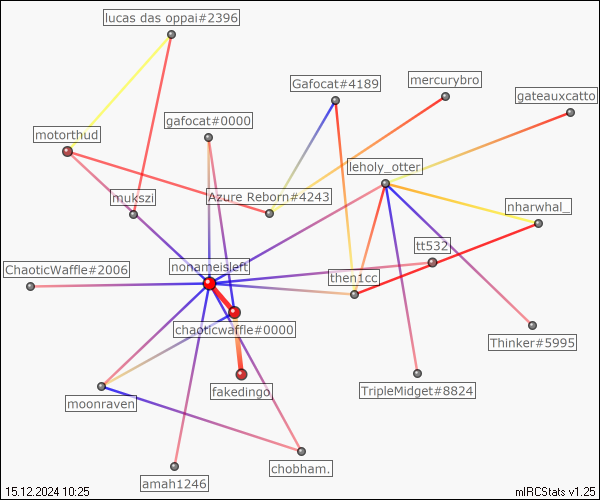 lucas das oppai#2396
mercurybro
Gafocat#4189
gateauxcatto
gafocat#0000
motorthud
leholy_otter
mukszi
Azure Reborn#4243
nharwhal_
tt532
nonameisleft
ChaoticWaffle#2006
then1cc
chaoticwaffle#0000
Thinker#5995
fakedingo
TripleMidget#8824
moonraven
chobham.
amah1246
15.12.2024 10:25
mIRCStats v1.25